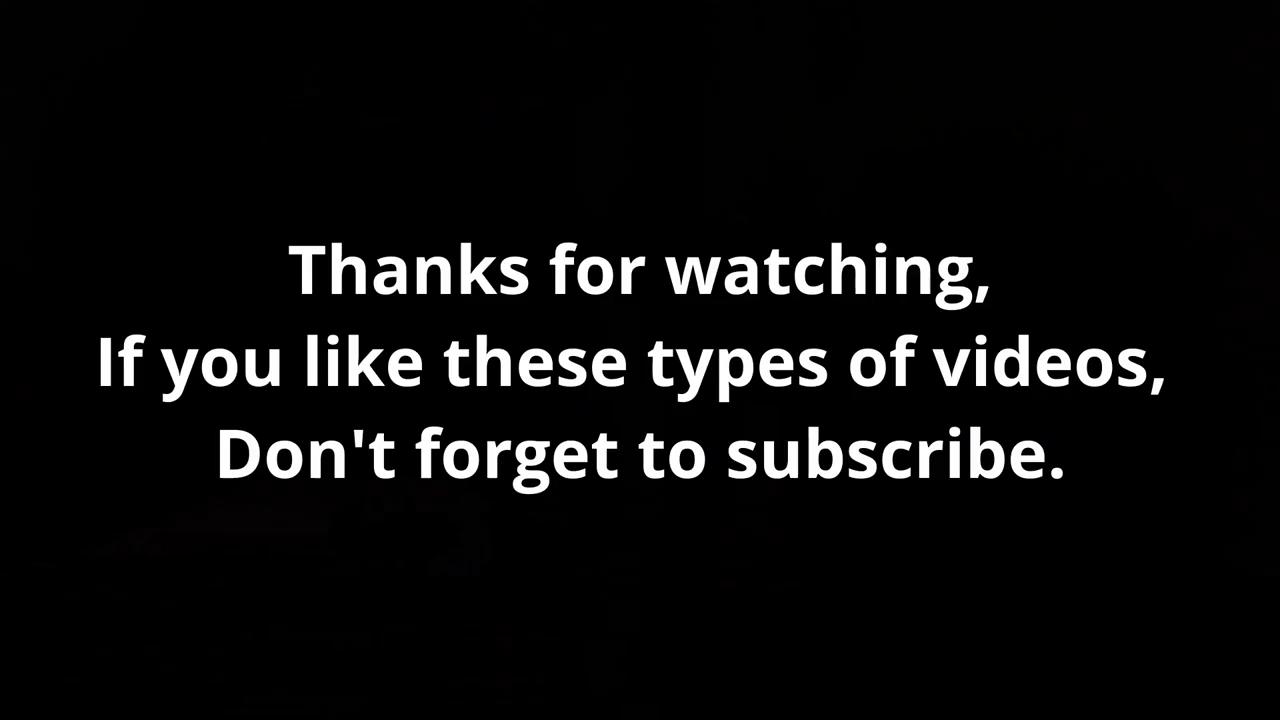 Thanks for watching,
If you like these types of videos,
Don't forget to subscribe.